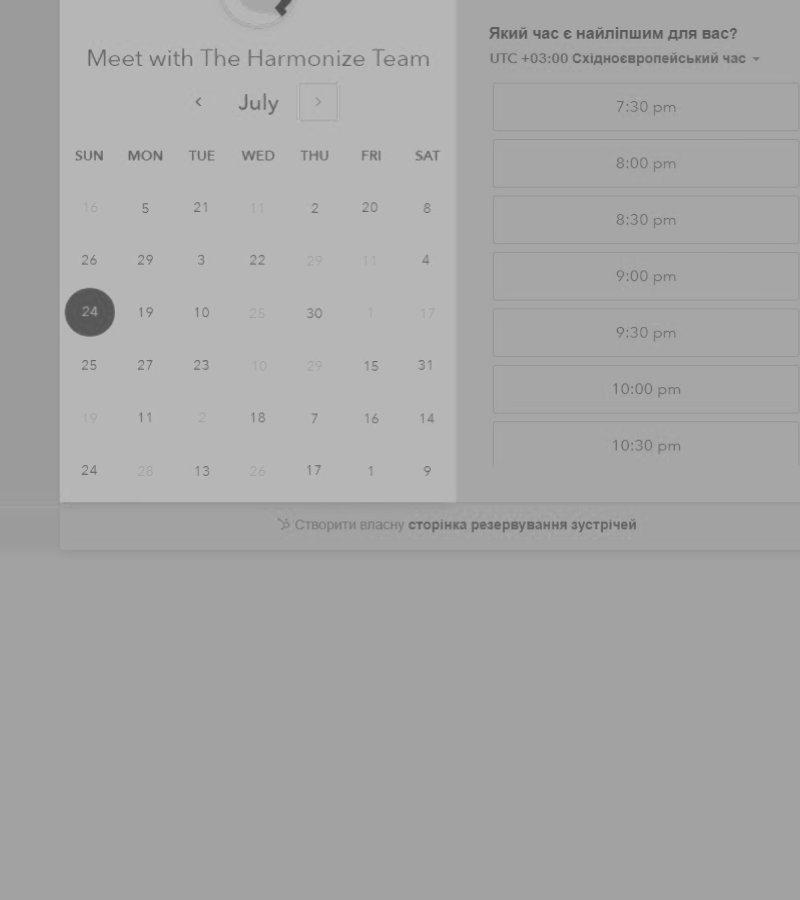 Meet with The Harmonize Team
July
SUN MON TUE WED THU FRI SAT
16 5 21 11 2 20 8
26 29 3 22 29 11 4
24 19 10 25 30 1 17
25 27 23 10 29 15 31
19 11 2 18 7 16 14
24 28 13 26 17 1 9
Який час є найліпшим для вас?
UTC +03:00 Східноєвропейський час
7:30 pm
8:00 pm
8:30 pm
9:00 pm
9:30 pm
10:00 pm
10:30 pm
Створити власну сторінка резервування зустрічей